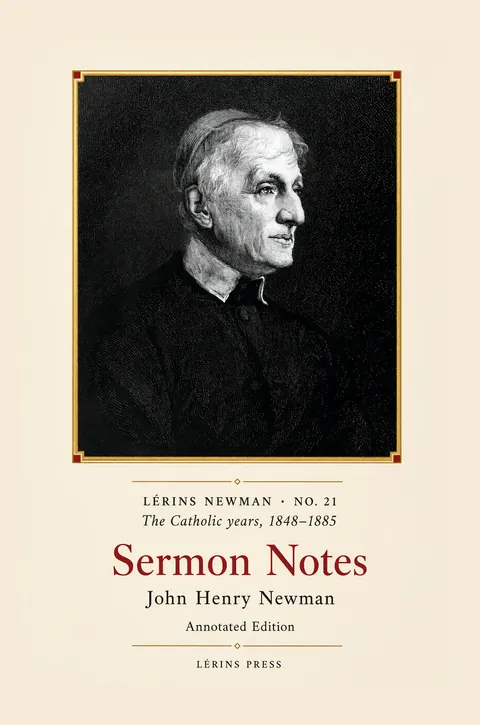 LÉRINS NEWMAN · NO. 21
The Catholic years, 1848–1885
Sermon Notes
John Henry Newman
Annotated Edition
LÉRINS PRESS